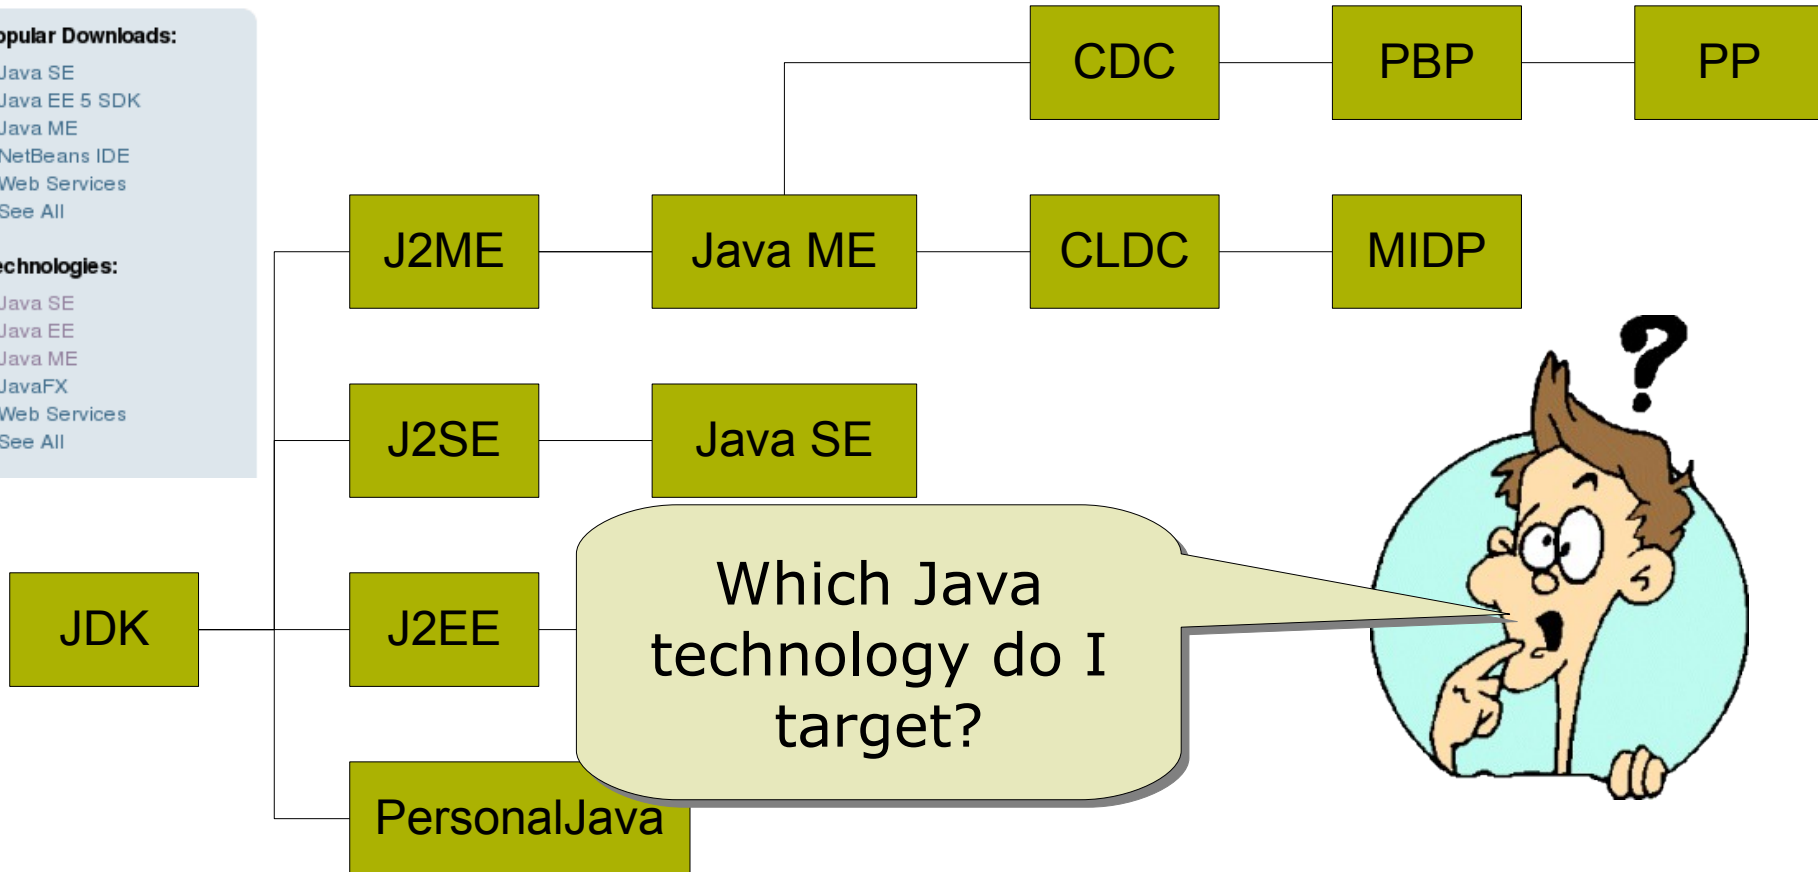 opular Downloads:
Java SE
Java EE 5 SDK
Java ME
NetBeans IDE
Web Services
See All
echnologies:
Java SE
Java EE
Java ME
JavaFX
Web Services
See All
CDC
PBP
PP
J2ME
Java ME
CLDC
MIDP
J2SE
Java SE
JDK
J2EE
PersonalJava
Which Java
technology do I
target?
?